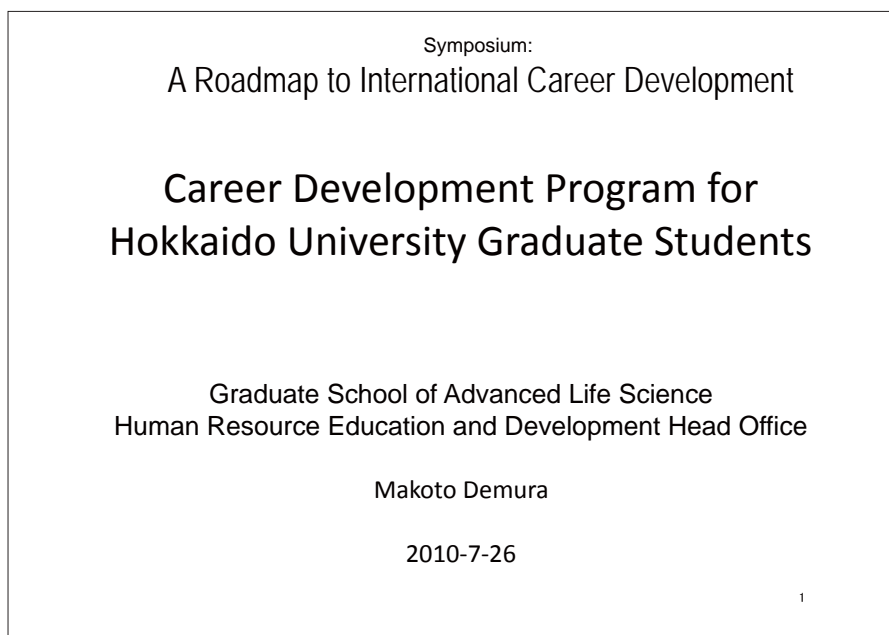 Symposium:
A Roadmap to International Career Development
Career Development Program for
Hokkaido University Graduate Students
Graduate School of Advanced Life Science
Human Resource Education and Development Head Office
Makoto Demura
2010-7-26
1